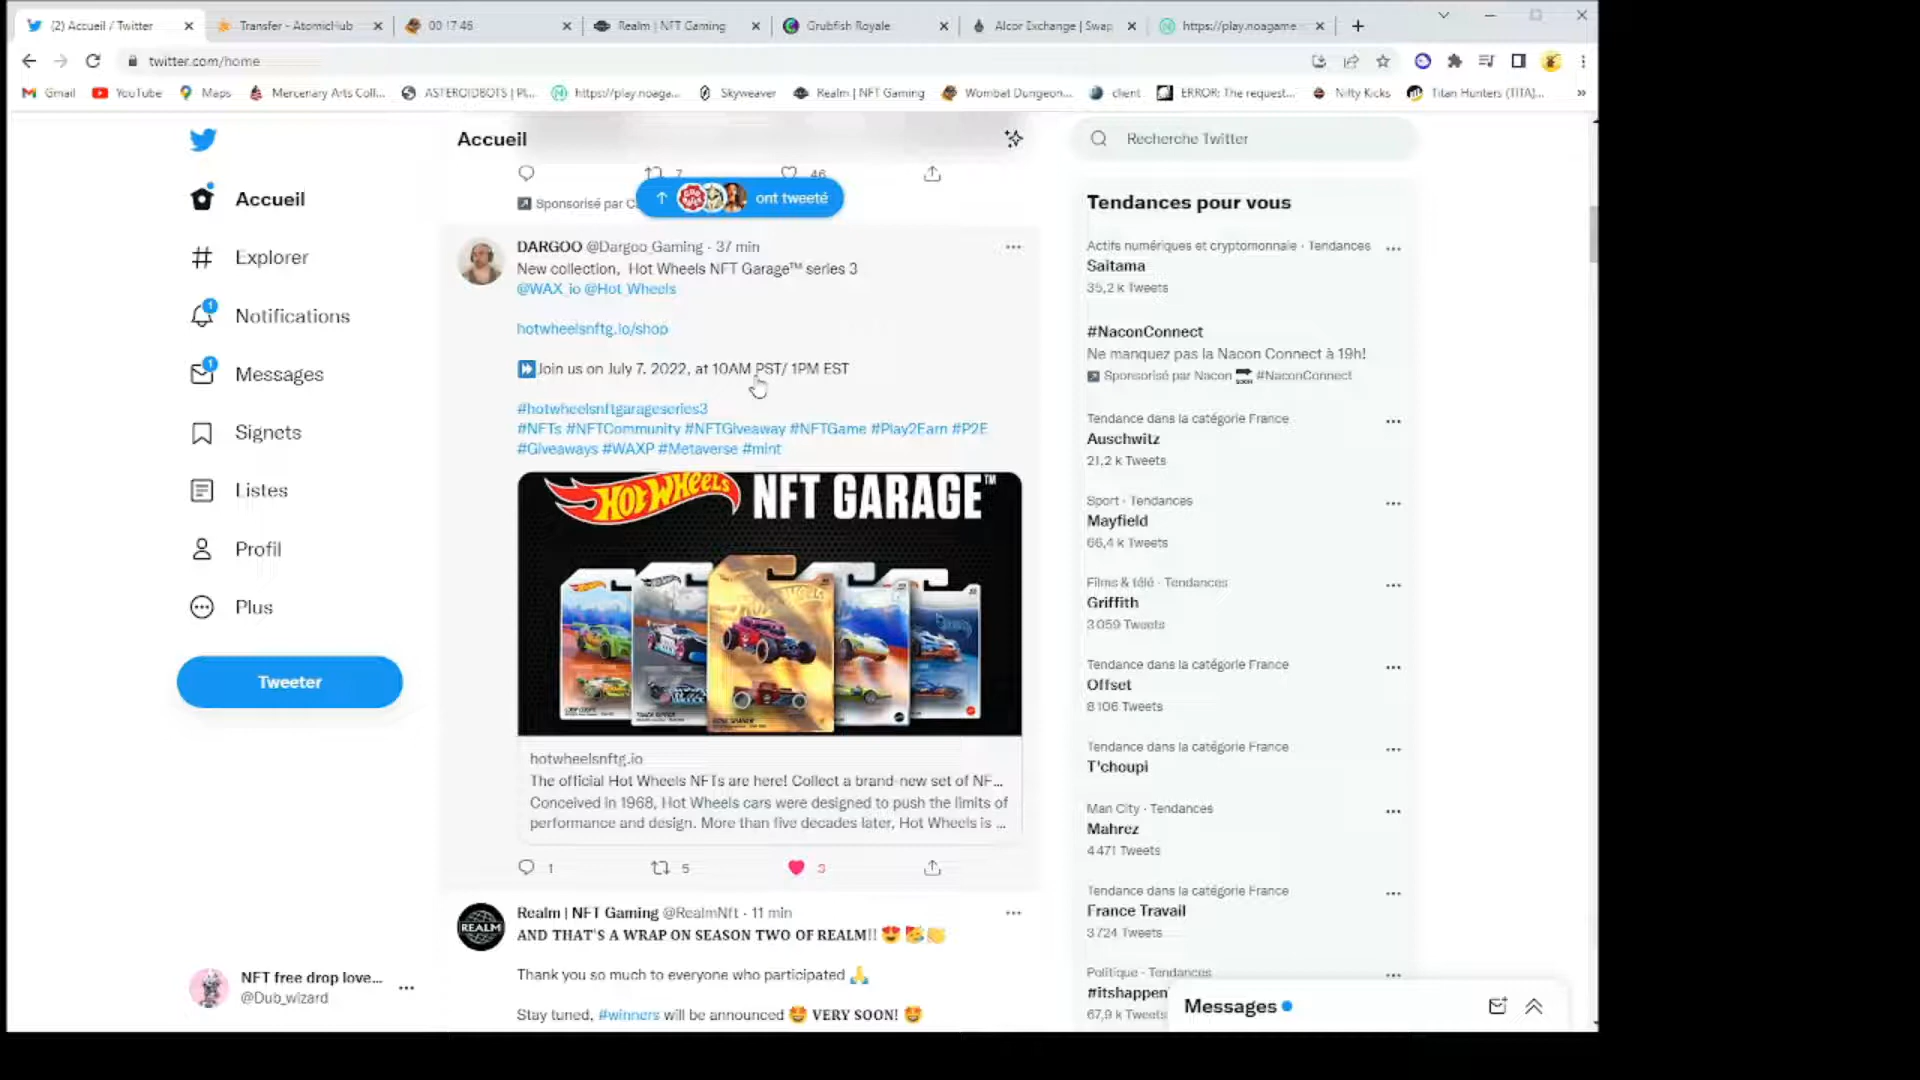 (2) Accueil / Twitter
Transfer - AtomicHub
00 17:46
Realm | NFT Gaming
Grubfish Royale
Alcor Exchange | Swap
https://play.noagame
twitter.com/home
Gmail
YouTube
Maps
Mercenary Arts Coll...
ASTEROIDBOTS | PL...
https://play.noaga...
Skyweaver
Realm | NFT Gaming
Wombat Dungeon...
client
ERROR: The request...
Nifty Kicks
Titan Hunters (TITA)...
Accueil
Explorer
Notifications
Messages
Signets
Listes
Profil
Plus
Tweeter
NFT free drop love...
@Dub_wizard
Accueil
7
46
Sponsorisé par C
ont tweeté
DARGOO @Dargoo_Gaming · 37 min
New collection, Hot Wheels NFT Garage™ series 3
@WAX_io @Hot_Wheels
hotwheelsnftg.io/shop
Join us on July 7. 2022, at 10AM PST/ 1PM EST
#hotwheelsnftgarageseries3
#NFTs #NFTCommunity #NFTGiveaway #NFTGame #Play2Earn #P2E
#Giveaways #WAXP #Metaverse #mint
HOT WHEELS NFT GARAGE™
hotwheelsnftg.io
The official Hot Wheels NFTs are here! Collect a brand-new set of NF...
Conceived in 1968, Hot Wheels cars were designed to push the limits of
performance and design. More than five decades later, Hot Wheels is ...
1
5
3
REALM
Realm | NFT Gaming @RealmNft · 11 min
AND THAT'S A WRAP ON SEASON TWO OF REALM!!
Thank you so much to everyone who participated
Stay tuned, #winners will be announced VERY SOON!
Recherche Twitter
Tendances pour vous
Actifs numériques et cryptomonnaie · Tendances
Saitama
35,2 k Tweets
#NaconConnect
Ne manquez pas la Nacon Connect à 19h!
Sponsorisé par Nacon #NaconConnect
Tendance dans la catégorie France
Auschwitz
21,2 k Tweets
Sport · Tendances
Mayfield
66,4 k Tweets
Films & télé · Tendances
Griffith
3 059 Tweets
Tendance dans la catégorie France
Offset
8 106 Tweets
Tendance dans la catégorie France
T'choupi
Man City · Tendances
Mahrez
4 471 Tweets
Tendance dans la catégorie France
France Travail
3 724 Tweets
Politique · Tendances
#itshappen
67,9 k Tweets
Messages